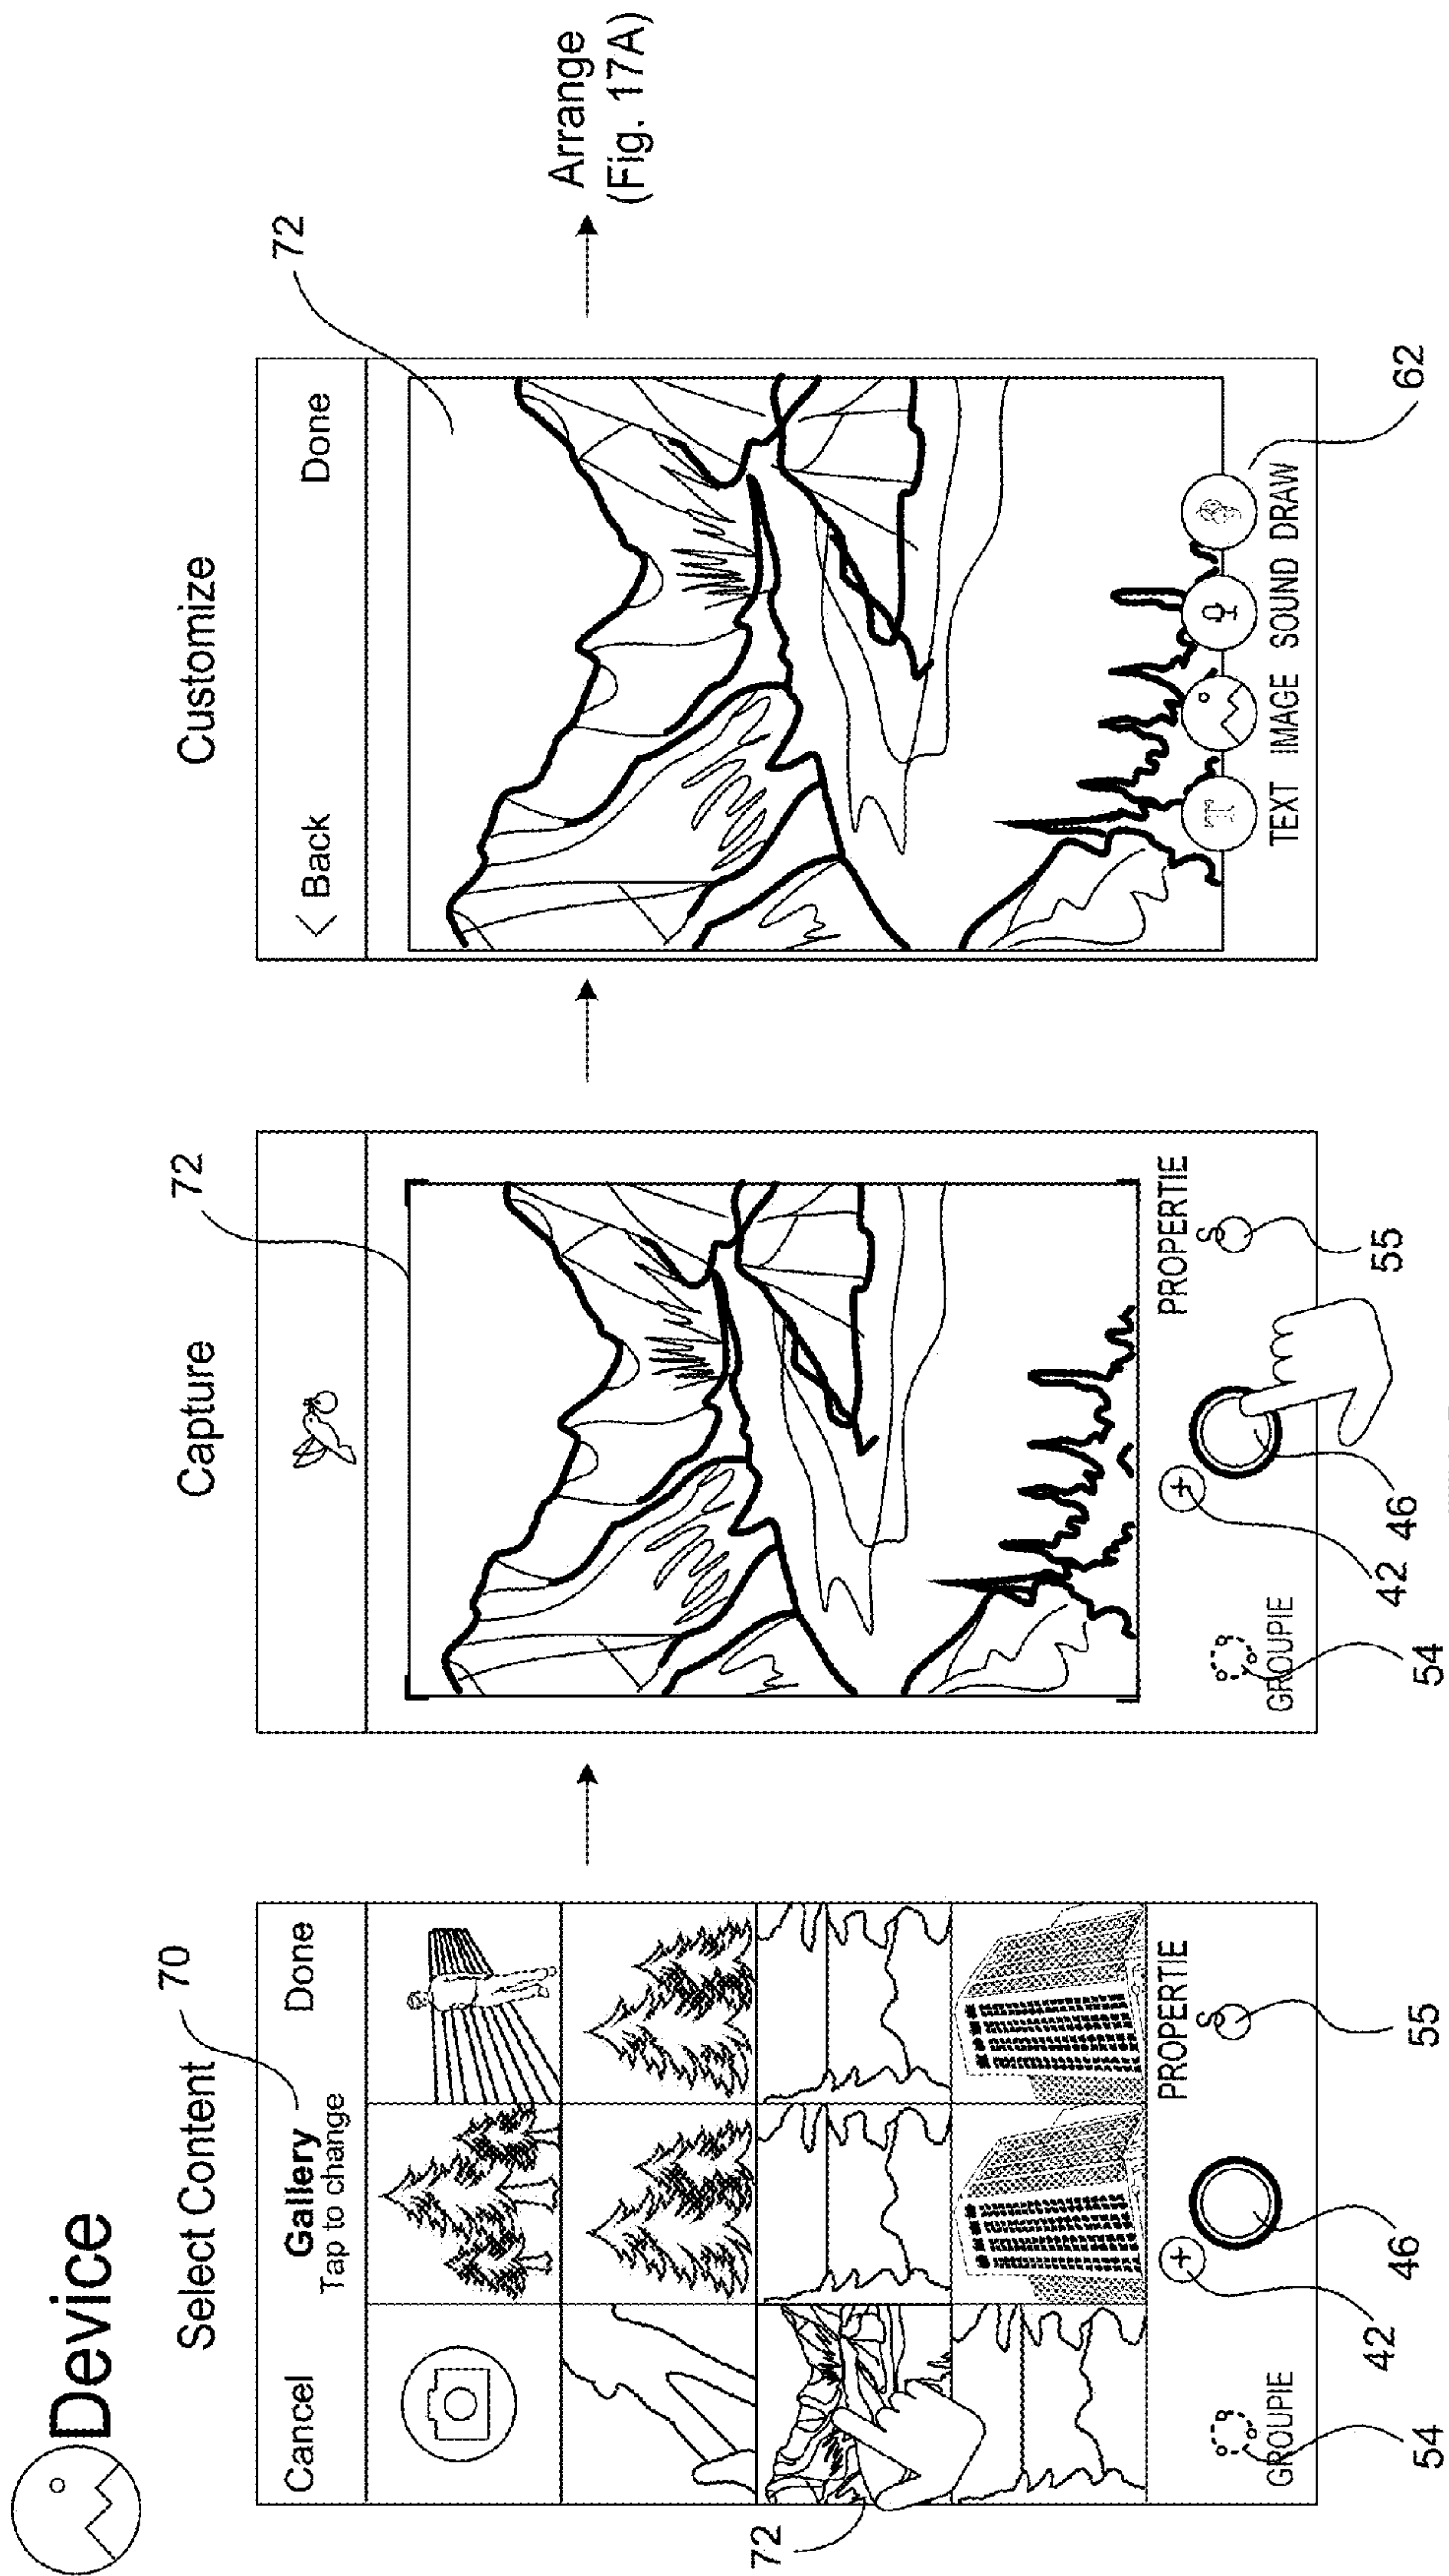 Device
Select Content
70
Cancel
Gallery
Done
Tap to change
72
PROPERTIE
GROUPIE
54
42
46
55
Capture
72
PROPERTIE
GROUPIE
54
42
46
55
Customize
72
< Back
Done
T
TEXT IMAGE SOUND DRAW
62
Arrange
(Fig. 17A)